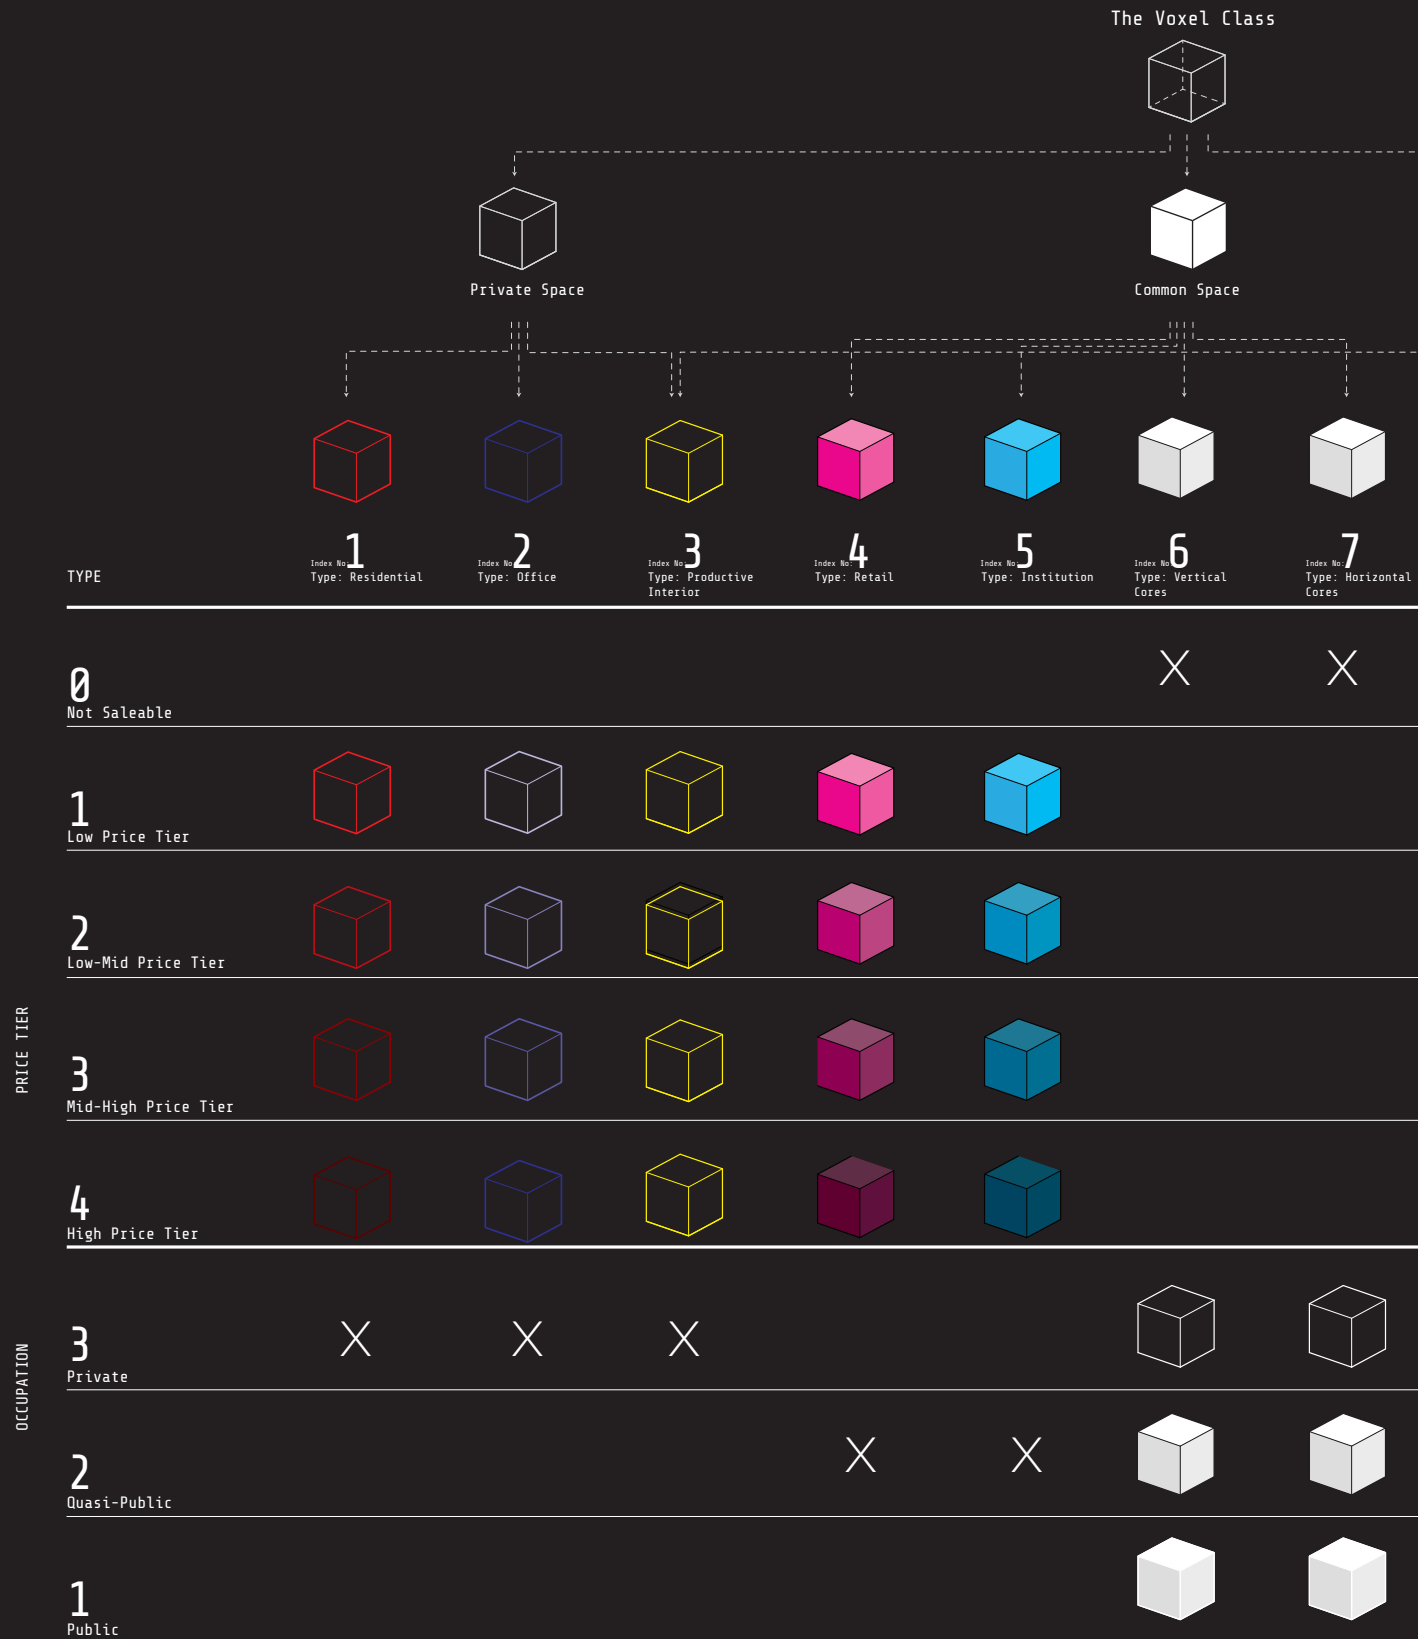 The Voxel Class
Private Space
Common Space
Index No: 1
Type: Residential
Index No: 2
Type: Office
Index No: 3
Type: Productive
Interior
Index No: 4
Type: Retail
Index No: 5
Type: Institution
Index No: 6
Type: Vertical
Cores
Index No: 7
Type: Horizontal
Cores
TYPE
X X
0
Not Saleable
1
Low Price Tier
2
Low-Mid Price Tier
PRICE TIER
3
Mid-High Price Tier
4
High Price Tier
OCCUPATION
3
Private
X X X
2
Quasi-Public
X X
1
Public